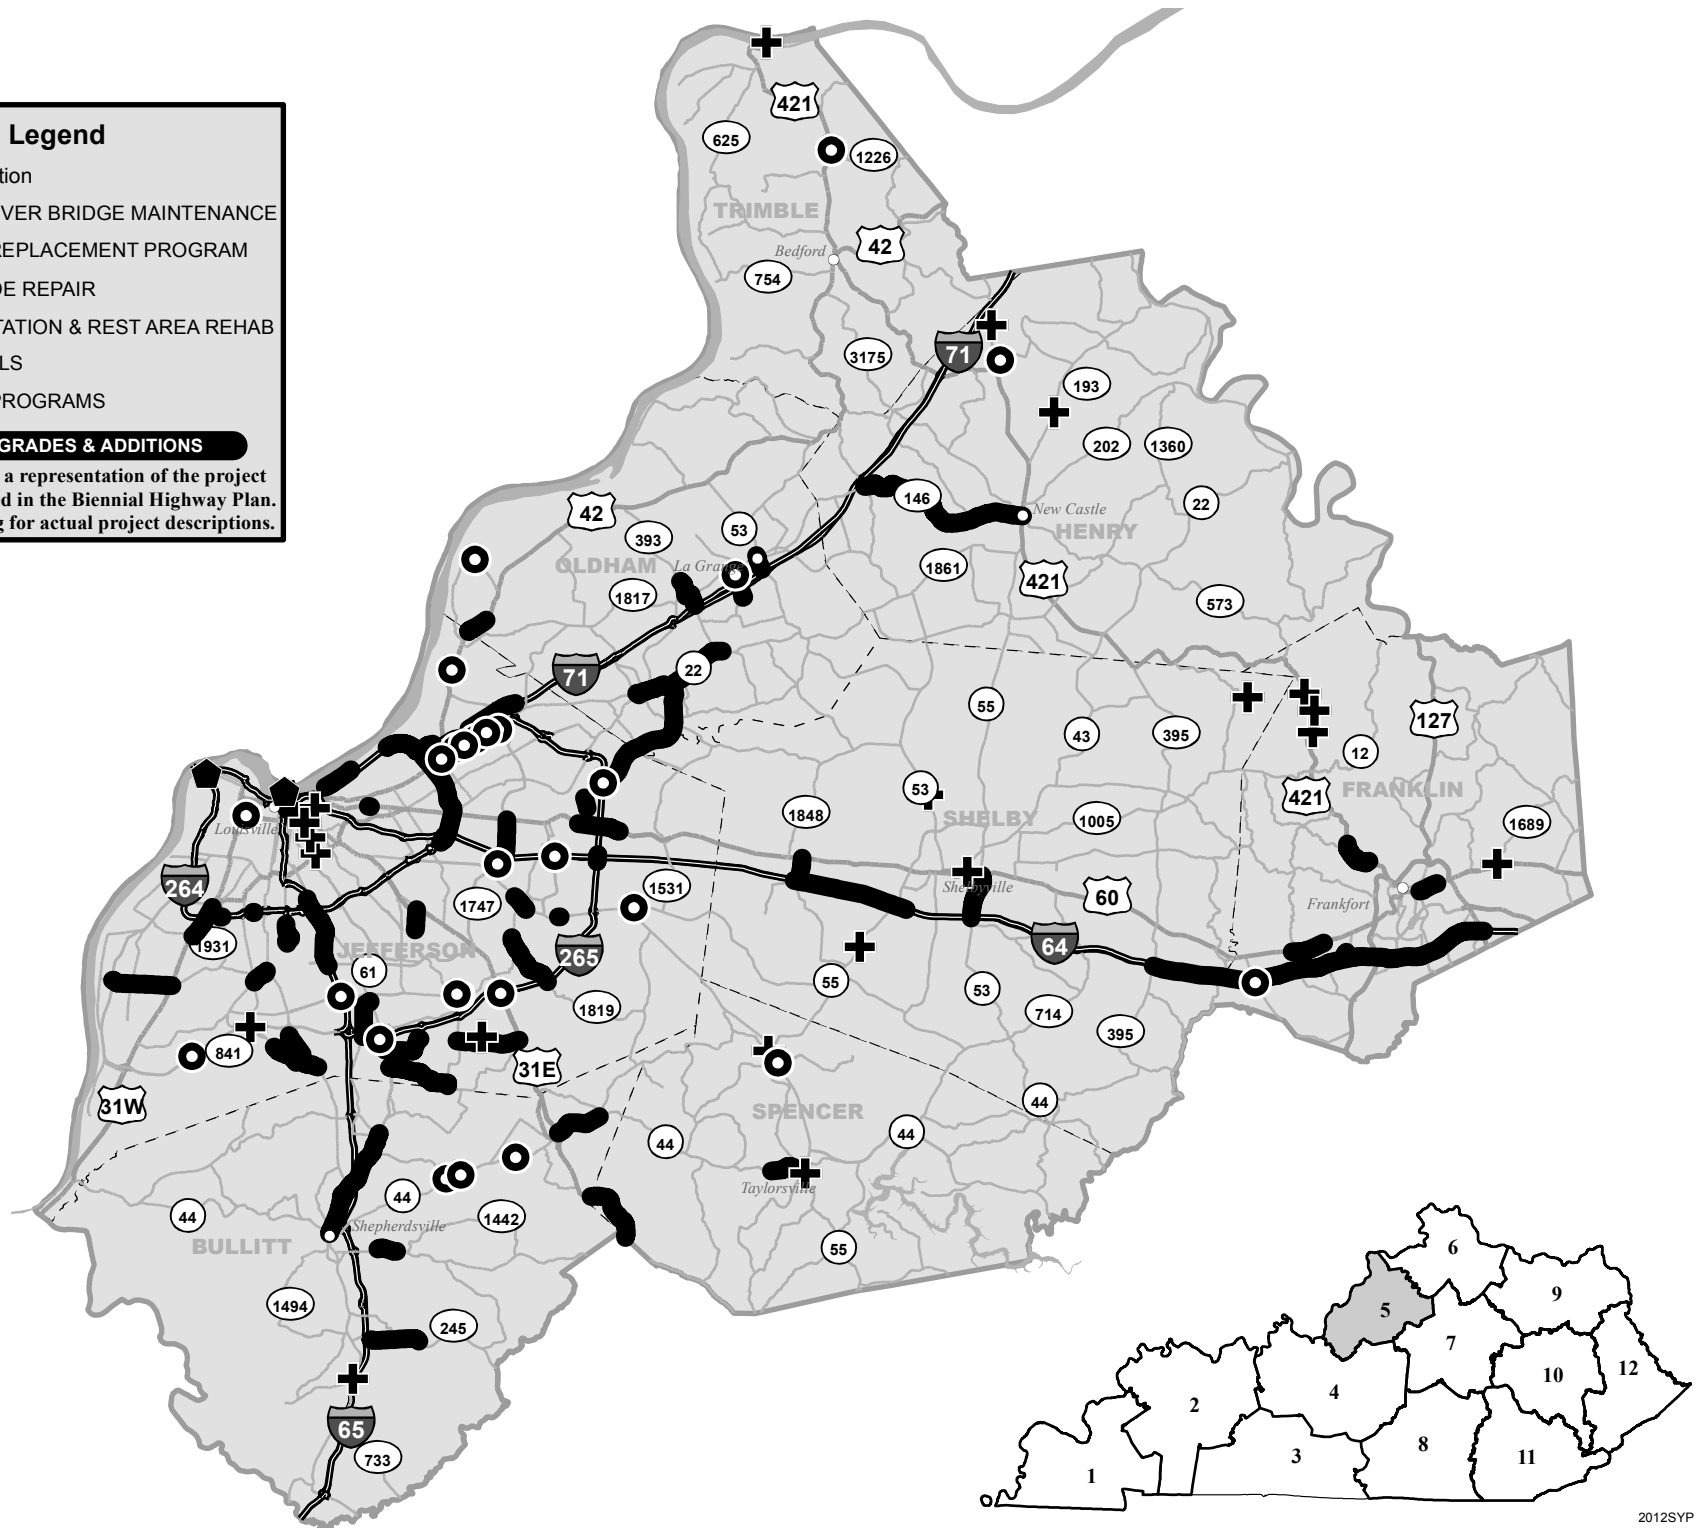 Legend
tion
VER BRIDGE MAINTENANCE
REPLACEMENT PROGRAM
DE REPAIR
TATION & REST AREA REHAB
LS
PROGRAMS
GRADES & ADDITIONS
a representation of the project
d in the Biennial Highway Plan.
g for actual project descriptions.
421
625
1226
TRIMBLE
Bedford
42
754
3175
71
193
202
1360
146
22
New Castle
HENRY
42
393
53
OLDHAM
La Grange
1817
1861
421
573
71
22
55
43
395
127
12
421
FRANKLIN
53
SHELBY
1848
1005
1689
Louisville
264
1747
1531
Shelbyville
60
Frankfort
1931
JEFFERSON
265
64
61
55
53
1819
714
395
841
31E
31W
SPENCER
44
44
44
Taylorsville
44
44
1442
Shepherdsville
BULLITT
55
1494
245
65
733
6
5
9
7
12
10
4
2
8
3
11
1
2012SYP